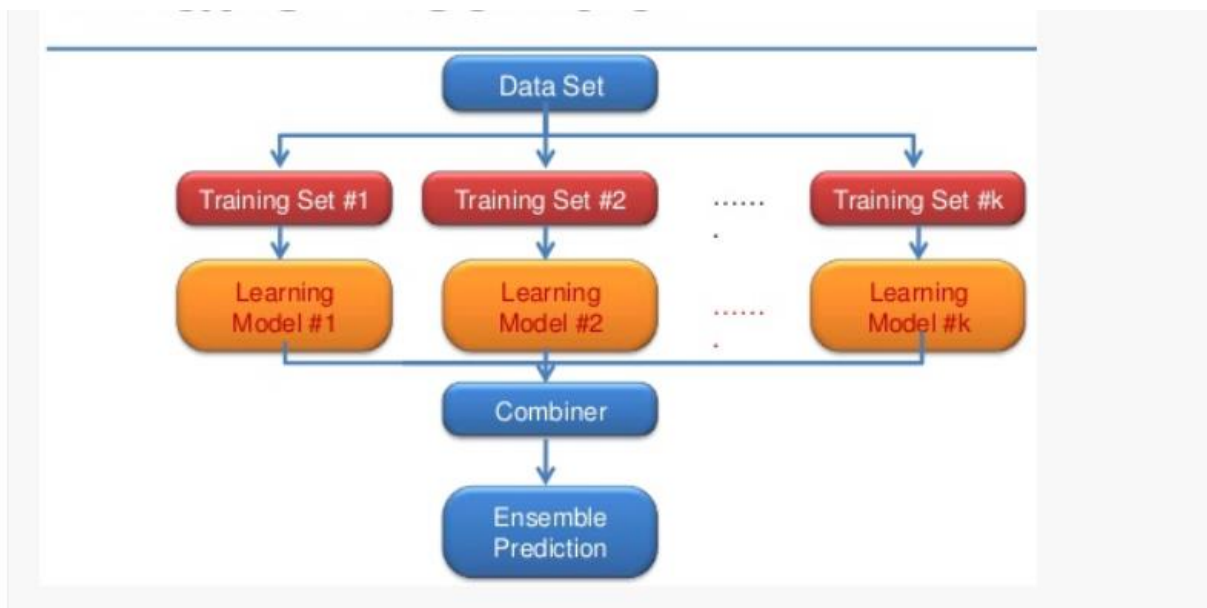 Data Set
Training Set #1
Training Set #2
.......
Training Set #k
Learning
Model #1
Learning
Model #2
.......
Learning
Model #k
Combiner
Ensemble
Prediction